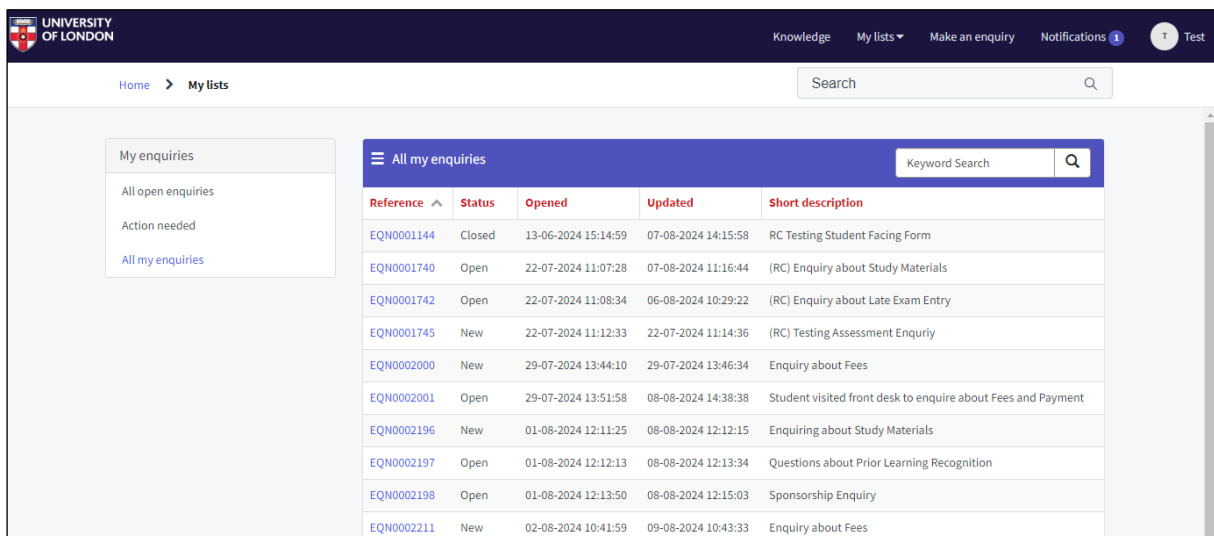 UNIVERSITY
OF LONDON
Knowledge My lists Make an enquiry Notifications 1 T Test
Home My lists Search
My enquiries
All open enquiries
Action needed
All my enquiries
All my enquiries Keyword Search
Reference Status Opened Updated Short description
EQN0001144 Closed 13-06-2024 15:14:59 07-08-2024 14:15:58 RC Testing Student Facing Form
EQN0001740 Open 22-07-2024 11:07:28 07-08-2024 11:16:44 (RC) Enquiry about Study Materials
EQN0001742 Open 22-07-2024 11:08:34 06-08-2024 10:29:22 (RC) Enquiry about Late Exam Entry
EQN0001745 New 22-07-2024 11:12:33 22-07-2024 11:14:36 (RC) Testing Assessment Enquriy
EQN0002000 New 29-07-2024 13:44:10 29-07-2024 13:46:34 Enquiry about Fees
EQN0002001 Open 29-07-2024 13:51:58 08-08-2024 14:38:38 Student visited front desk to enquire about Fees and Payment
EQN0002196 New 01-08-2024 12:11:25 08-08-2024 12:12:15 Enquiring about Study Materials
EQN0002197 Open 01-08-2024 12:12:13 08-08-2024 12:13:34 Questions about Prior Learning Recognition
EQN0002198 Open 01-08-2024 12:13:50 08-08-2024 12:15:03 Sponsorship Enquiry
EQN0002211 New 02-08-2024 10:41:59 09-08-2024 10:43:33 Enquiry about Fees